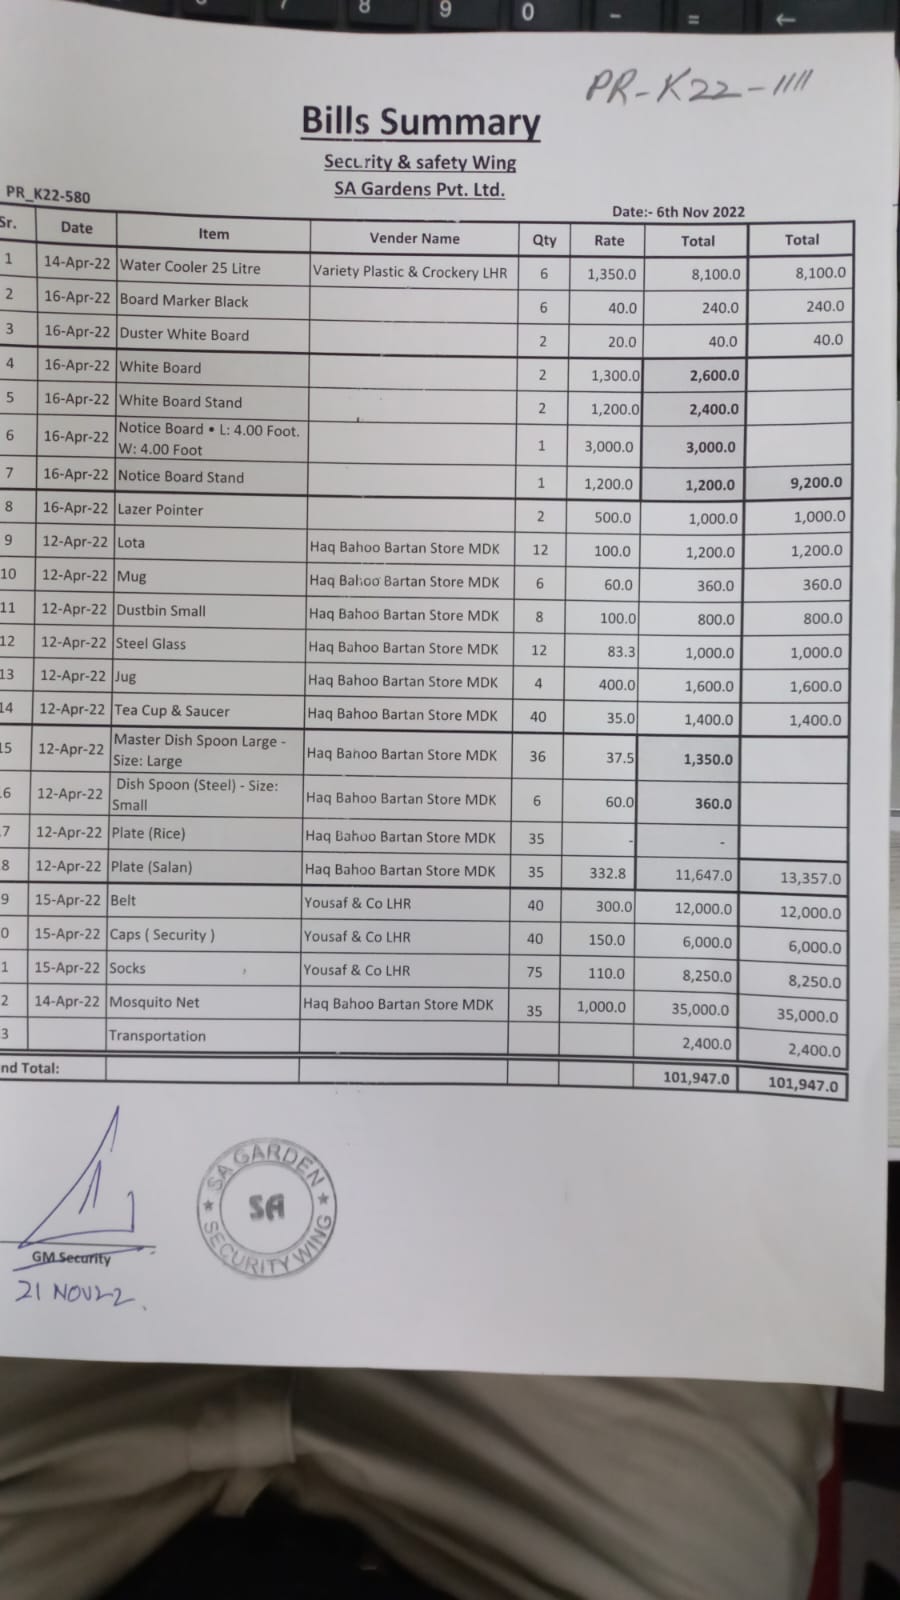 7 8 9 0 - = ←
PR-K22-1111
Bills Summary
Security & safety Wing
SA Gardens Pvt. Ltd.
PR_K22-580
Date:- 6th Nov 2022
Sr. Date Item Vender Name Qty Rate Total Total
1 14-Apr-22 Water Cooler 25 Litre Variety Plastic & Crockery LHR 6 1,350.0 8,100.0 8,100.0
2 16-Apr-22 Board Marker Black 6 40.0 240.0 240.0
3 16-Apr-22 Duster White Board 2 20.0 40.0 40.0
4 16-Apr-22 White Board 2 1,300.0 2,600.0
5 16-Apr-22 White Board Stand 2 1,200.0 2,400.0
6 16-Apr-22 Notice Board • L: 4.00 Foot. 1 3,000.0 3,000.0
W: 4.00 Foot
7 16-Apr-22 Notice Board Stand 1 1,200.0 1,200.0 9,200.0
8 16-Apr-22 Lazer Pointer 2 500.0 1,000.0 1,000.0
9 12-Apr-22 Lota Haq Bahoo Bartan Store MDK 12 100.0 1,200.0 1,200.0
10 12-Apr-22 Mug Haq Bahoo Bartan Store MDK 6 60.0 360.0 360.0
11 12-Apr-22 Dustbin Small Haq Bahoo Bartan Store MDK 8 100.0 800.0 800.0
12 12-Apr-22 Steel Glass Haq Bahoo Bartan Store MDK 12 83.3 1,000.0 1,000.0
13 12-Apr-22 Jug Haq Bahoo Bartan Store MDK 4 400.0 1,600.0 1,600.0
14 12-Apr-22 Tea Cup & Saucer Haq Bahoo Bartan Store MDK 40 35.0 1,400.0 1,400.0
15 12-Apr-22 Master Dish Spoon Large - Haq Bahoo Bartan Store MDK 36 37.5 1,350.0
Size: Large
6 12-Apr-22 Dish Spoon (Steel) - Size: Haq Bahoo Bartan Store MDK 6 60.0 360.0
Small
7 12-Apr-22 Plate (Rice) Haq Bahoo Bartan Store MDK 35 - -
8 12-Apr-22 Plate (Salan) Haq Bahoo Bartan Store MDK 35 332.8 11,647.0 13,357.0
9 15-Apr-22 Belt Yousaf & Co LHR 40 300.0 12,000.0 12,000.0
0 15-Apr-22 Caps ( Security ) Yousaf & Co LHR 40 150.0 6,000.0 6,000.0
1 15-Apr-22 Socks Yousaf & Co LHR 75 110.0 8,250.0 8,250.0
2 14-Apr-22 Mosquito Net Haq Bahoo Bartan Store MDK 35 1,000.0 35,000.0 35,000.0
3 Transportation 2,400.0 2,400.0
nd Total: 101,947.0 101,947.0
SA GARDEN
SA
SECURITY WING
GM Security
21 NOV22.